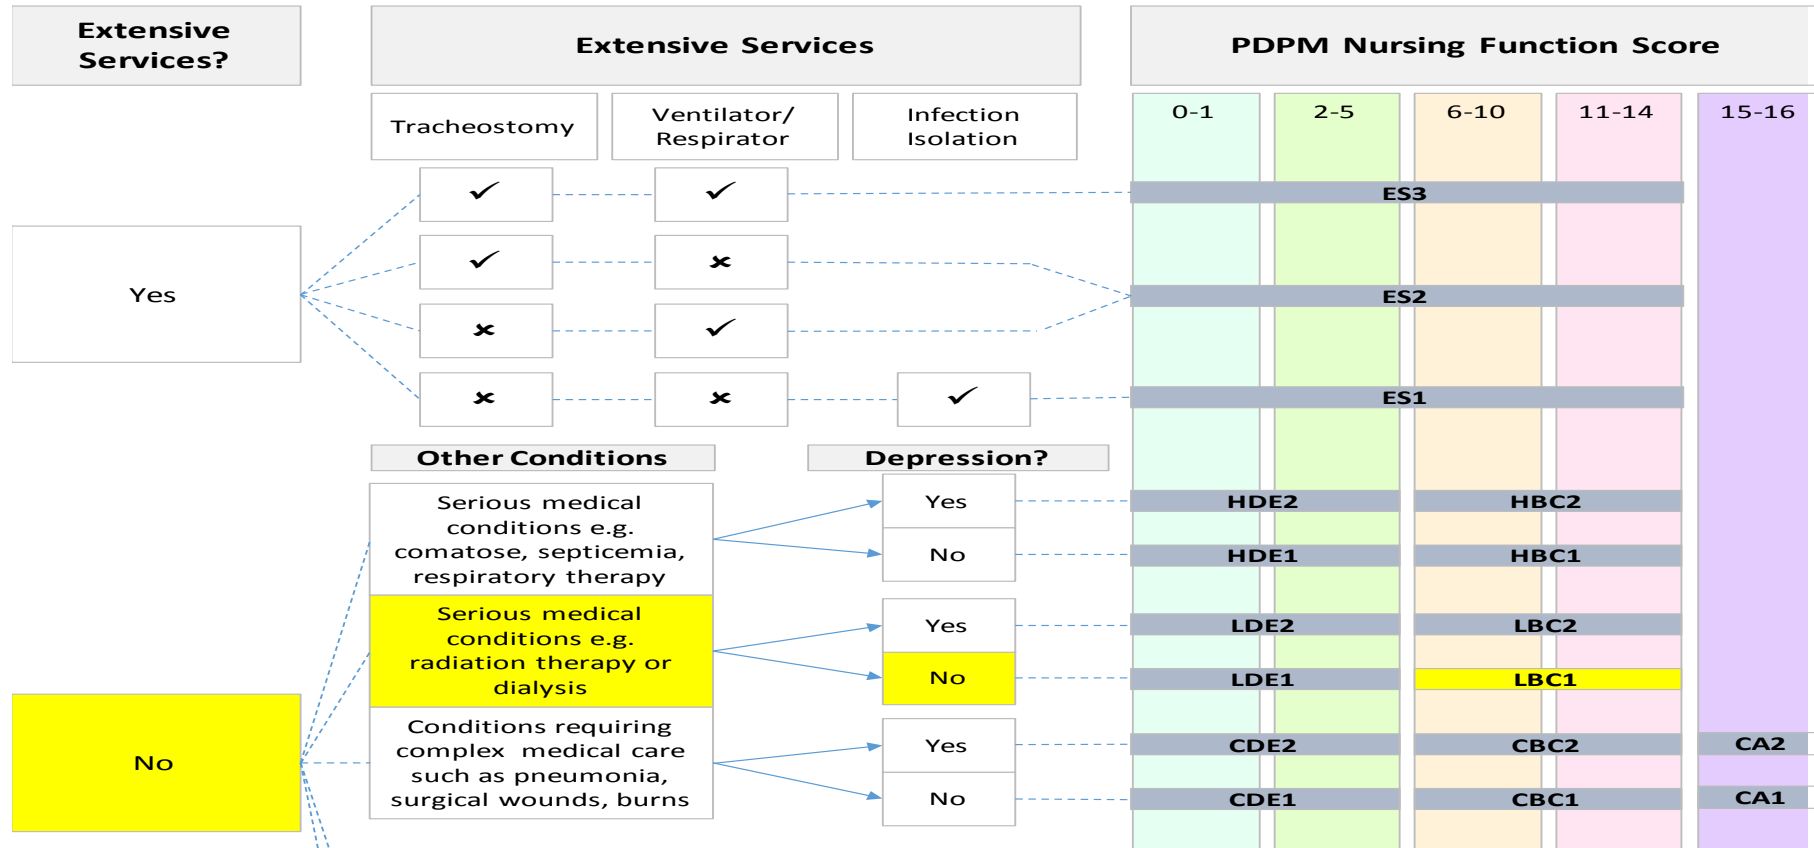 Extensive
Services?
Extensive Services
PDPM Nursing Function Score
Tracheostomy
Ventilator/
Respirator
Infection
Isolation
0-1
2-5
6-10
11-14
15-16
✓ ✓
ES3
✓ ×
Yes
ES2
× ✓
× × ✓
ES1
Other Conditions
Depression?
Serious medical
conditions e.g.
comatose, septicemia,
respiratory therapy
Yes
HDE2
HBC2
No
HDE1
HBC1
Serious medical
conditions e.g.
radiation therapy or
dialysis
Yes
LDE2
LBC2
No
LDE1
LBC1
No
Conditions requiring
complex medical care
such as pneumonia,
surgical wounds, burns
Yes
CDE2
CBC2
CA2
No
CDE1
CBC1
CA1